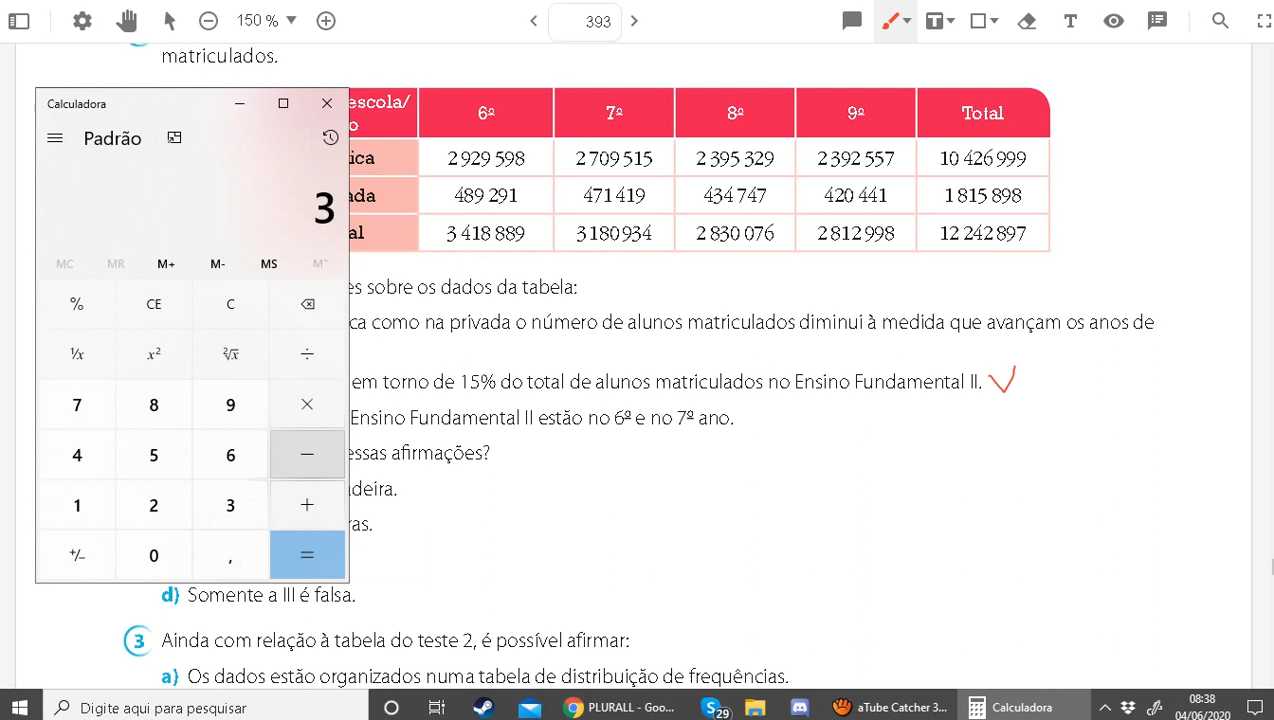 150 %
393
matriculados.
Calculadora
Padrão
3
MC MR M+ M- MS M˅
% CE C
¹/x x² ²√x ÷
7 8 9 ×
4 5 6 −
1 2 3 +
+/− 0 , =
escola/
o
6º 7º 8º 9º Total
ica 2 929 598 2 709 515 2 395 329 2 392 557 10 426 999
ada 489 291 471 419 434 747 420 441 1 815 898
al 3 418 889 3 180 934 2 830 076 2 812 998 12 242 897
es sobre os dados da tabela:
ca como na privada o número de alunos matriculados diminui à medida que avançam os anos de
em torno de 15% do total de alunos matriculados no Ensino Fundamental II. V
Ensino Fundamental II estão no 6º e no 7º ano.
essas afirmações?
deira.
ras.
d) Somente a III é falsa.
3 Ainda com relação à tabela do teste 2, é possível afirmar:
a) Os dados estão organizados numa tabela de distribuição de frequências.
Digite aqui para pesquisar
PLURALL - Goo...
29
aTube Catcher 3...
Calculadora
08:38
04/06/2020